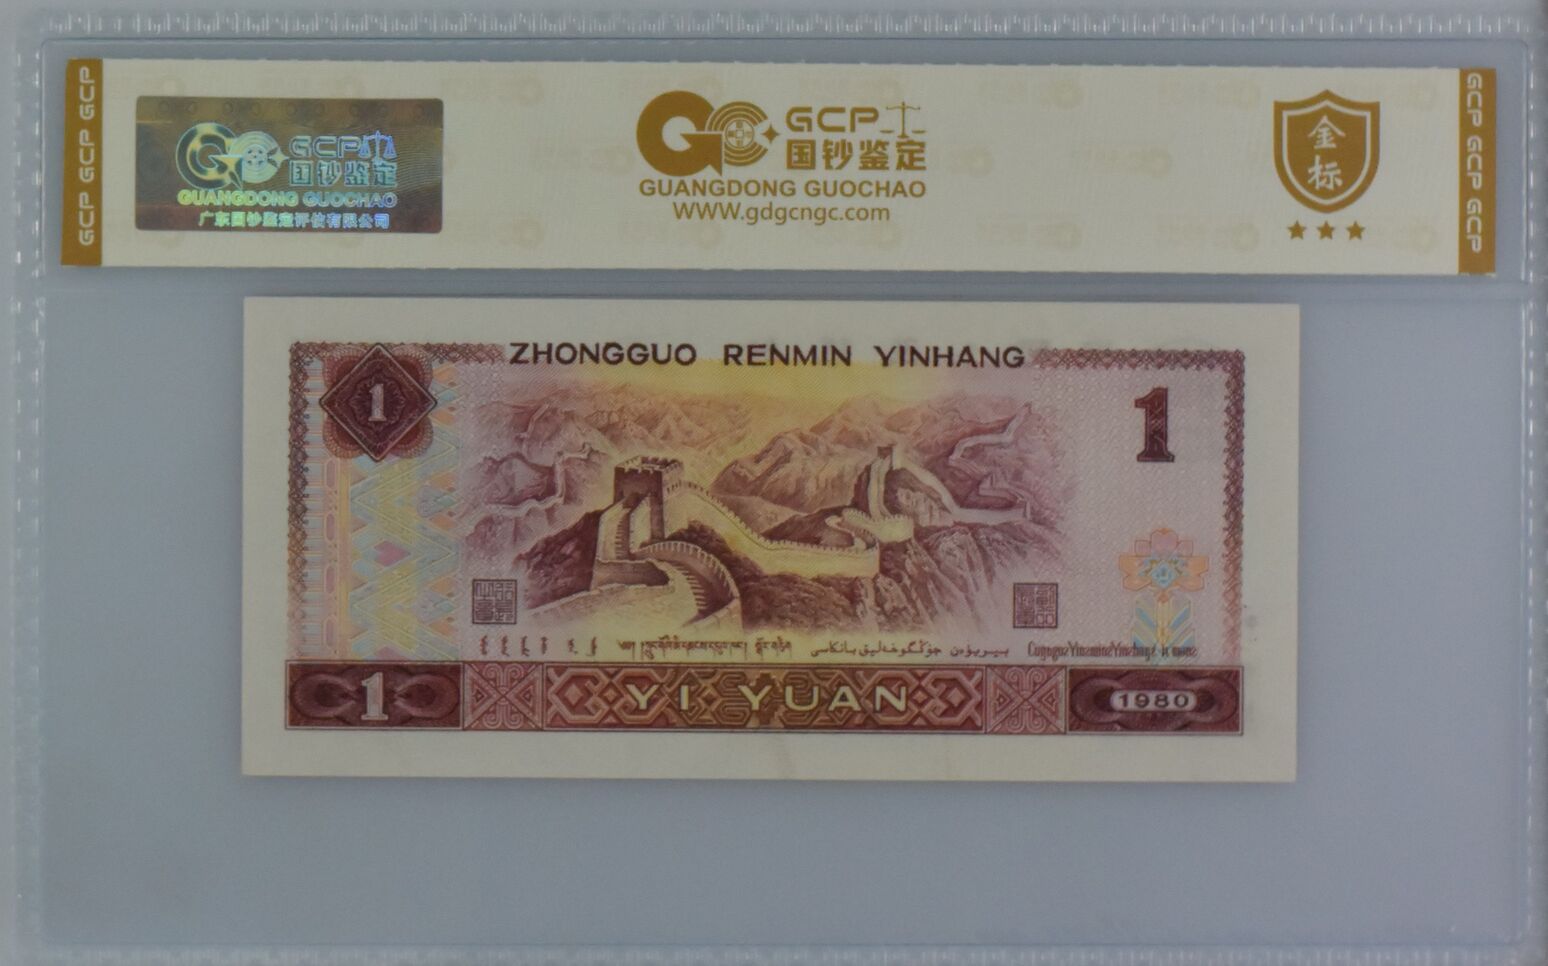 GCP GCP GCP
GCP 国钞鉴定
GUANGDONG GUOCHAO
广东国钞鉴定评估有限公司
GCP
国钞鉴定
GUANGDONG GUOCHAO
WWW.gdgcngc.com
金标
GCP GCP GCP
ZHONGGUO RENMIN YINHANG
1
1
1
YI YUAN
1980